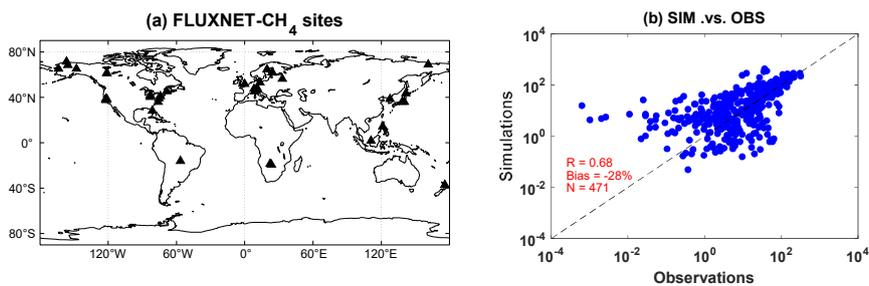 (a) FLUXNET-CH4 sites
80°N
40°N
0°
40°S
80°S
120°W 60°W 0° 60°E 120°E
(b) SIM .vs. OBS
Simulations
10^4
10^2
10^0
10^-2
10^-4
R = 0.68
Bias = -28%
N = 471
10^-4 10^-2 10^0 10^2 10^4
Observations